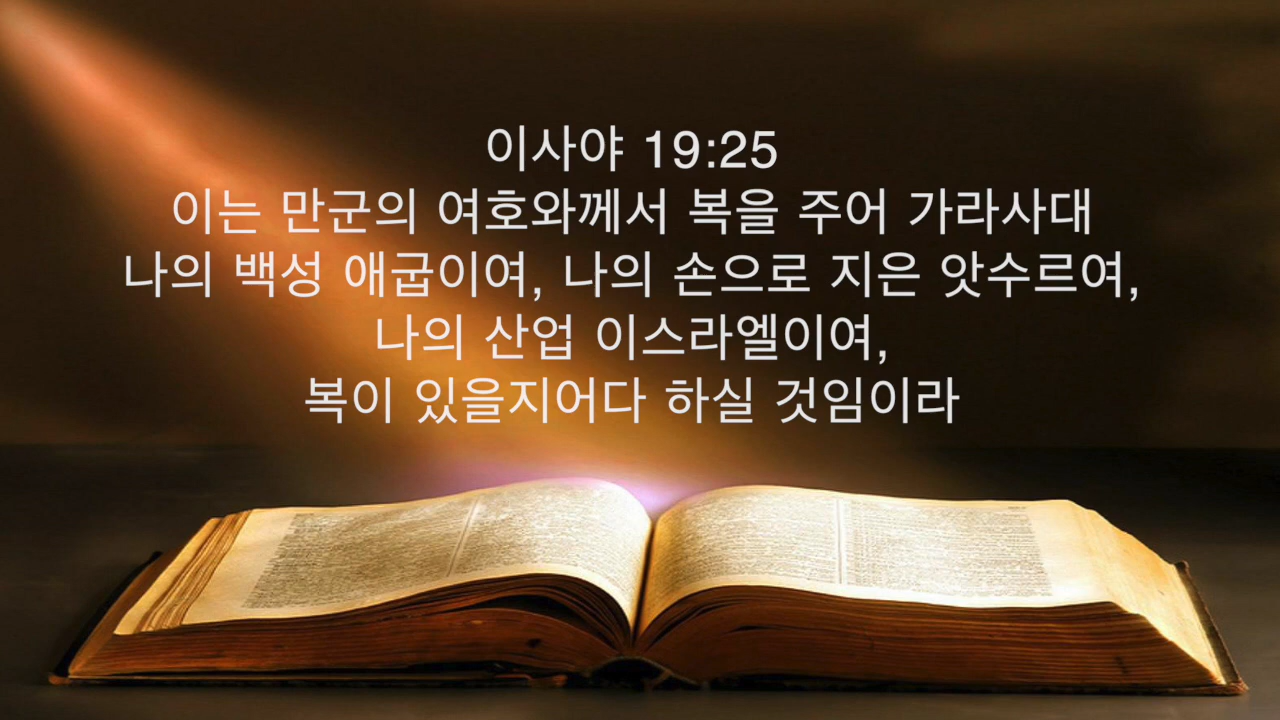 이사야 19:25
이는 만군의 여호와께서 복을 주어 가라사대
나의 백성 애굽이여, 나의 손으로 지은 앗수르여,
나의 산업 이스라엘이여,
복이 있을지어다 하실 것임이라